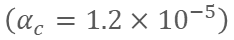 (α_c = 1.2 × 10⁻⁵)